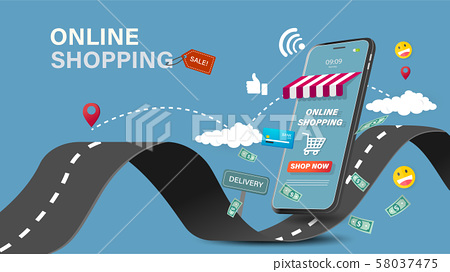 ONLINE
SHOPPING
SALE!
09:09
ONLINE
SHOPPING
SHOP NOW
DELIVERY
58037475